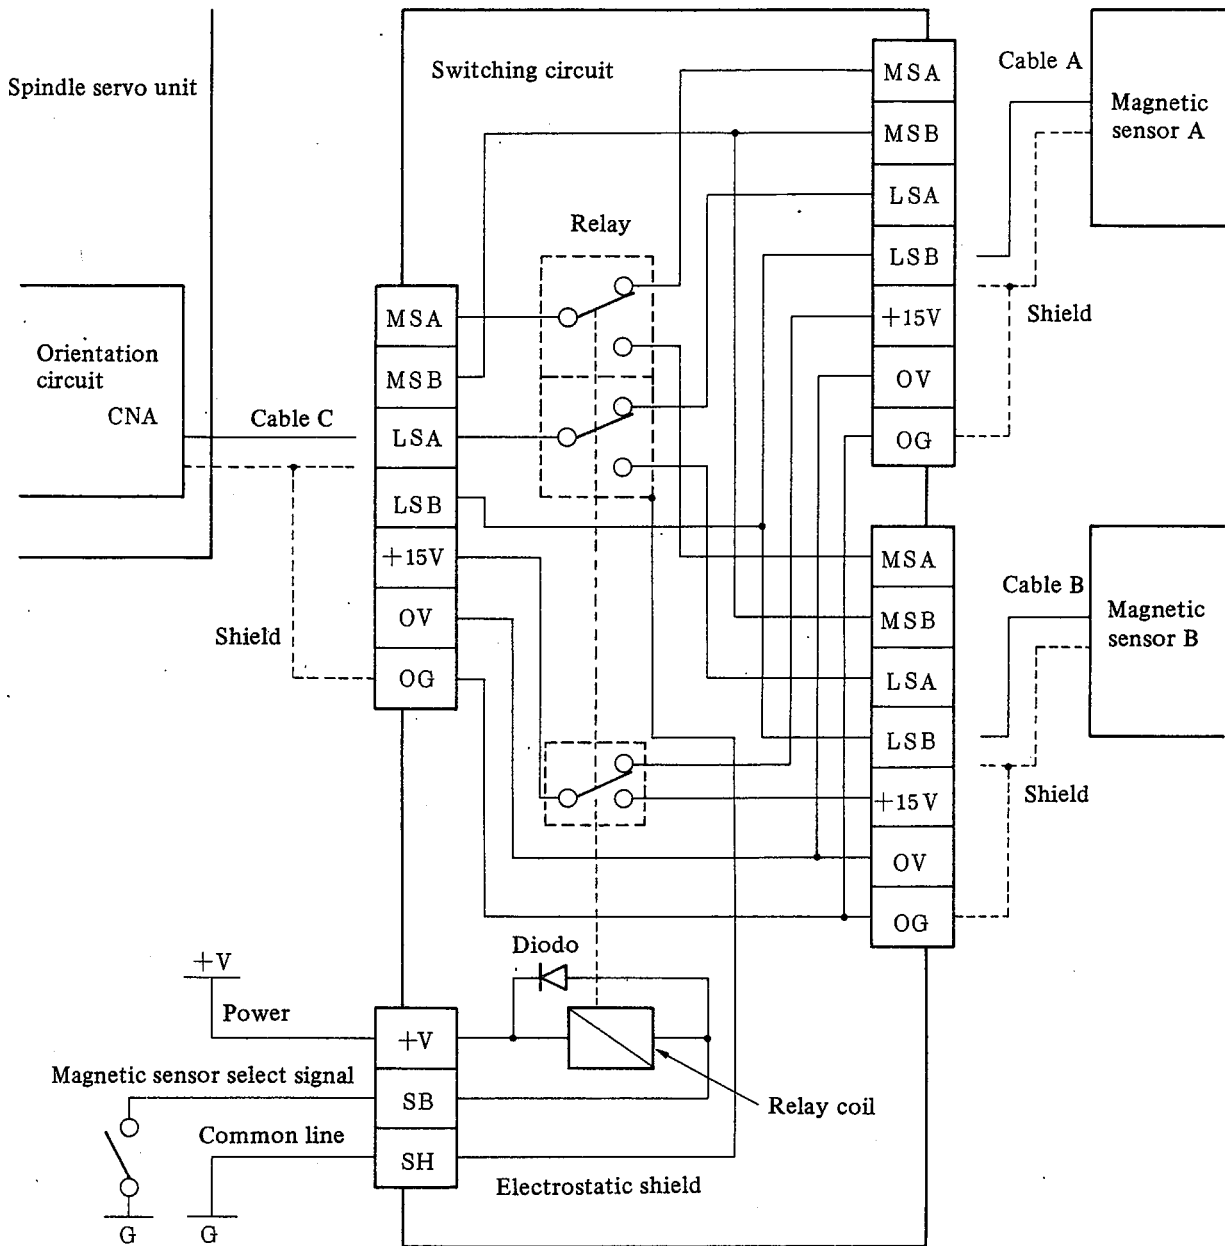 Spindle servo unit
Switching circuit
Cable A
Magnetic
sensor A
MSA
MSB
LSA
LSB
+15V
OV
OG
Shield
Relay
Orientation
circuit
CNA
Cable C
MSA
MSB
LSA
LSB
+15V
OV
OG
Shield
MSA
MSB
LSA
LSB
+15V
OV
OG
Cable B
Magnetic
sensor B
Shield
Diodo
+V
Power
+V
Magnetic sensor select signal
SB
Common line
SH
Relay coil
Electrostatic shield
G
G